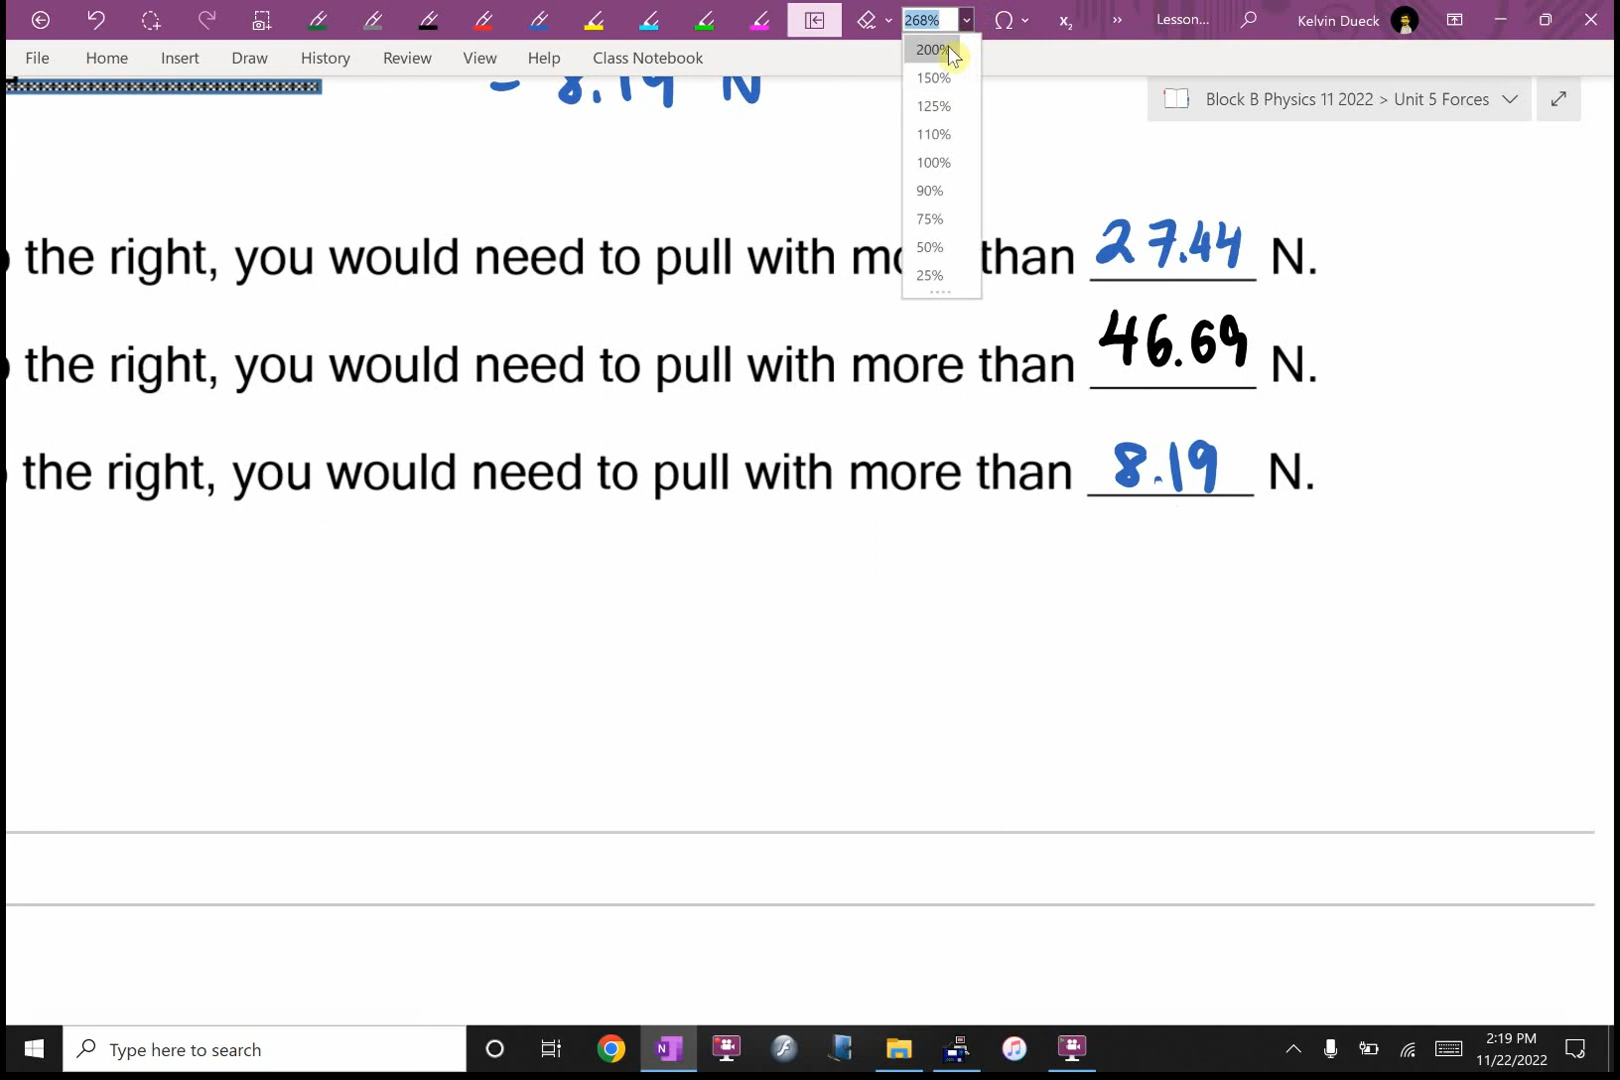 268%
Lesson...
Kelvin Dueck
File Home Insert Draw History Review View Help Class Notebook
200%
150%
125%
110%
100%
90%
75%
50%
25%
Block B Physics 11 2022 > Unit 5 Forces
= 8.19 N
the right, you would need to pull with mo than 27.44 N.
the right, you would need to pull with more than 46.69 N.
the right, you would need to pull with more than 8.19 N.
Type here to search
2:19 PM
11/22/2022